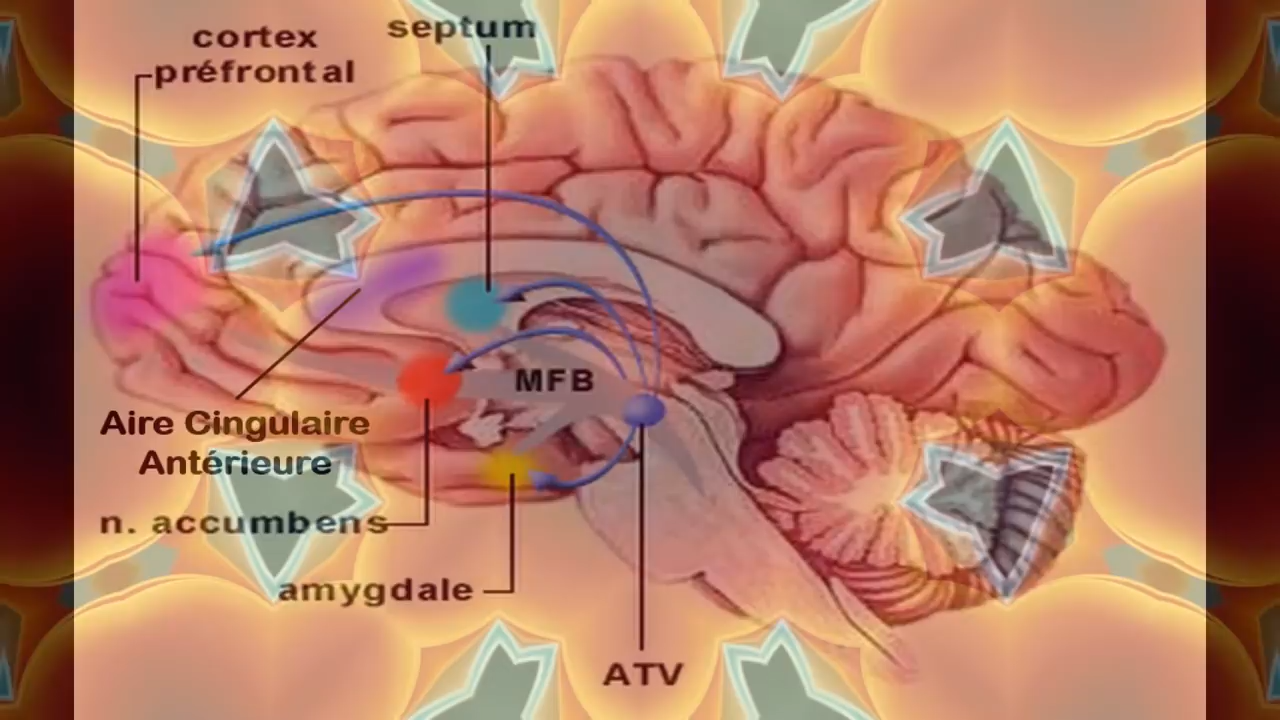 cortex
préfrontal
septum
MFB
Aire Cingulaire
Antérieure
n. accumbens
amygdale
ATV